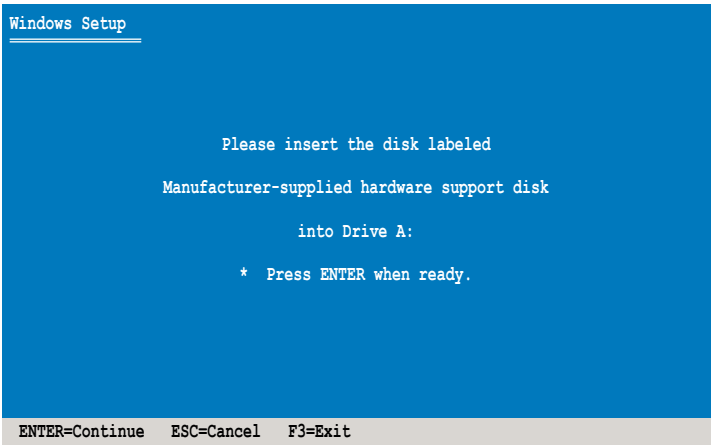 Windows Setup
Please insert the disk labeled
Manufacturer-supplied hardware support disk
into Drive A:
* Press ENTER when ready.
ENTER=Continue ESC=Cancel F3=Exit